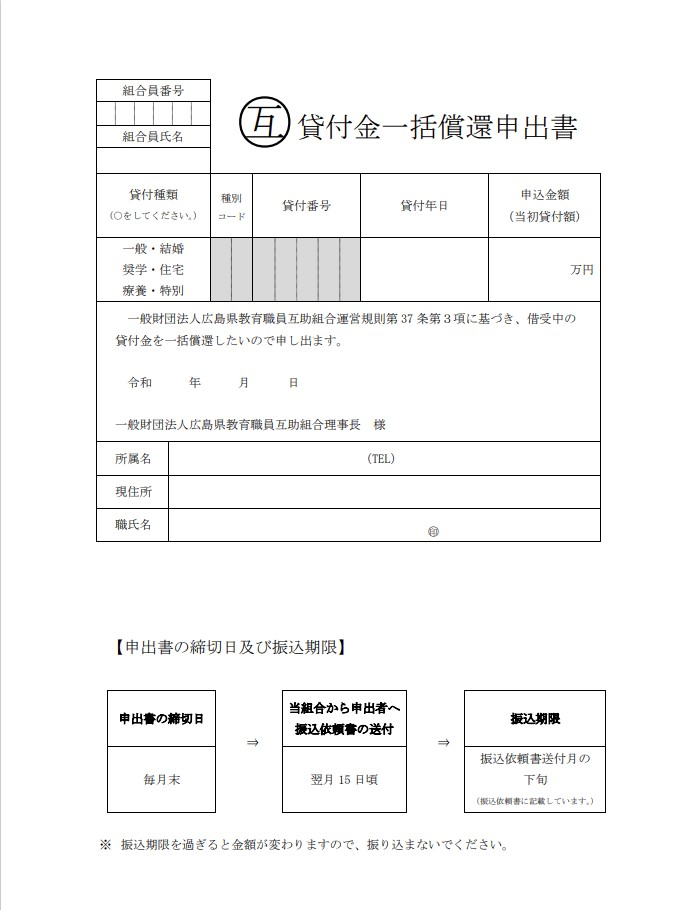 組合員番号
組合員氏名
互 貸付金一括償還申出書
貸付種類
(○をしてください。)
種別
コード
貸付番号
貸付年日
申込金額
(当初貸付額)
一般・結婚
奨学・住宅
療養・特別
万円
一般財団法人広島県教育職員互助組合運営規則第 37 条第3項に基づき、借受中の
貸付金を一括償還したいので申し出ます。
令和 年 月 日
一般財団法人広島県教育職員互助組合理事長 様
所属名 (TEL)
現住所
職氏名 ㊞
【申出書の締切日及び振込期限】
申出書の締切日
毎月末
⇒
当組合から申出者へ
振込依頼書の送付
翌月 15 日頃
⇒
振込期限
振込依頼書送付月の
下旬
(振込依頼書に記載しています。)
※ 振込期限を過ぎると金額が変わりますので、振り込まないでください。